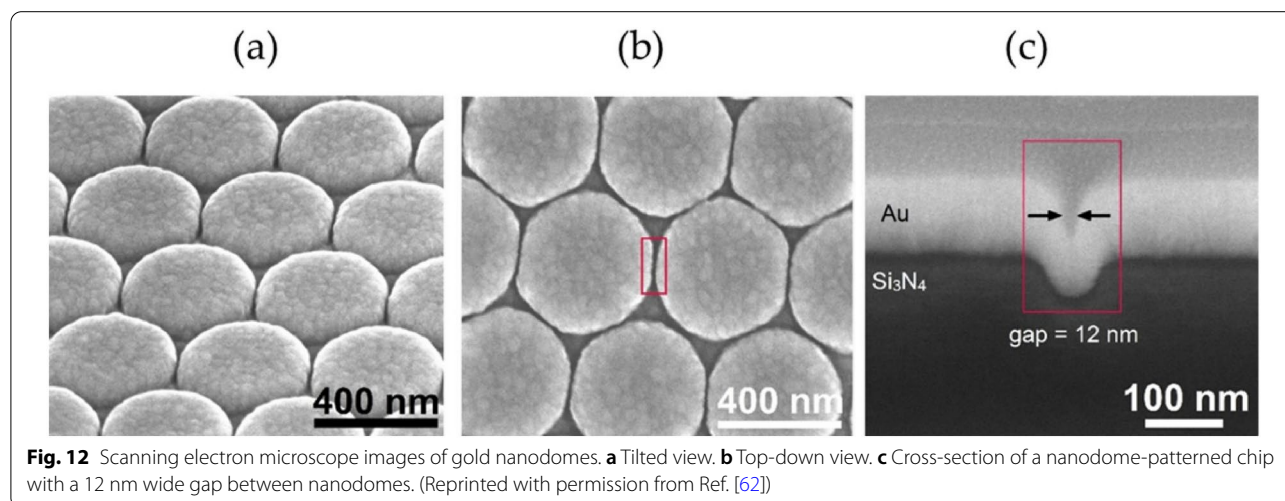 (a) (b) (c)
400 nm
400 nm
Au
Si₃N₄
gap = 12 nm
100 nm
Fig. 12 Scanning electron microscope images of gold nanodomes. a Tilted view. b Top-down view. c Cross-section of a nanodome-patterned chip
with a 12 nm wide gap between nanodomes. (Reprinted with permission from Ref. [62])